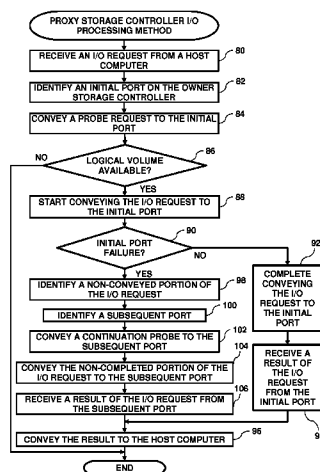 PROXY STORAGE CONTROLLER I/O
PROCESSING METHOD
RECEIVE AN I/O REQUEST FROM A HOST
COMPUTER
80
IDENTIFY AN INITIAL PORT ON THE OWNER
STORAGE CONTROLLER
82
CONVEY A PROBE REQUEST TO THE INITIAL
PORT
84
LOGICAL VOLUME
AVAILABLE?
86
NO
YES
START CONVEYING THE I/O REQUEST TO
THE INITIAL PORT
88
INITIAL PORT
FAILURE?
90
NO
YES
92
COMPLETE
CONVEYING
THE I/O
REQUEST TO
THE INITIAL
PORT
IDENTIFY A NON-CONVEYED PORTION OF
THE I/O REQUEST
98
IDENTIFY A SUBSEQUENT PORT
100
CONVEY A CONTINUATION PROBE TO THE
SUBSEQUENT PORT
102
CONVEY THE NON-COMPLETED PORTION OF THE
I/O REQUEST TO THE SUBSEQUENT PORT
104
RECEIVE A RESULT OF THE I/O REQUEST FROM
THE SUBSEQUENT PORT
106
RECEIVE A
RESULT OF
THE I/O
REQUEST
FROM THE
INITIAL PORT
CONVEY THE RESULT TO THE HOST COMPUTER
96
END